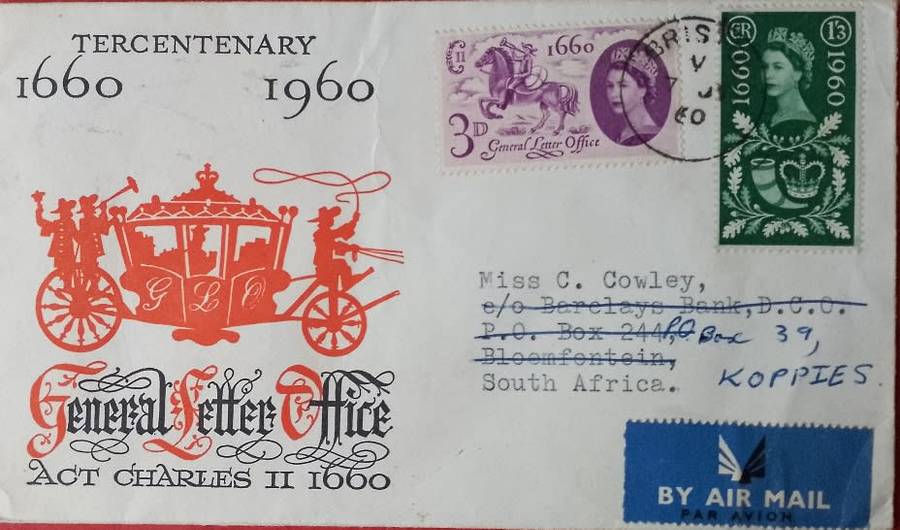 TERCENTENARY
1660 1960
G L O
General Letter Office
ACT CHARLES II 1660
C II
1660
3D
General Letter Office
BRIS
V
60
ER 1'3
1660 1960
Miss C. Cowley,
c/o Barclays Bank, D.C.O.
P.O. Box 244, P.O. Box 39,
Bloemfontein,
South Africa. KOPPIES.
BY AIR MAIL
PAR AVION